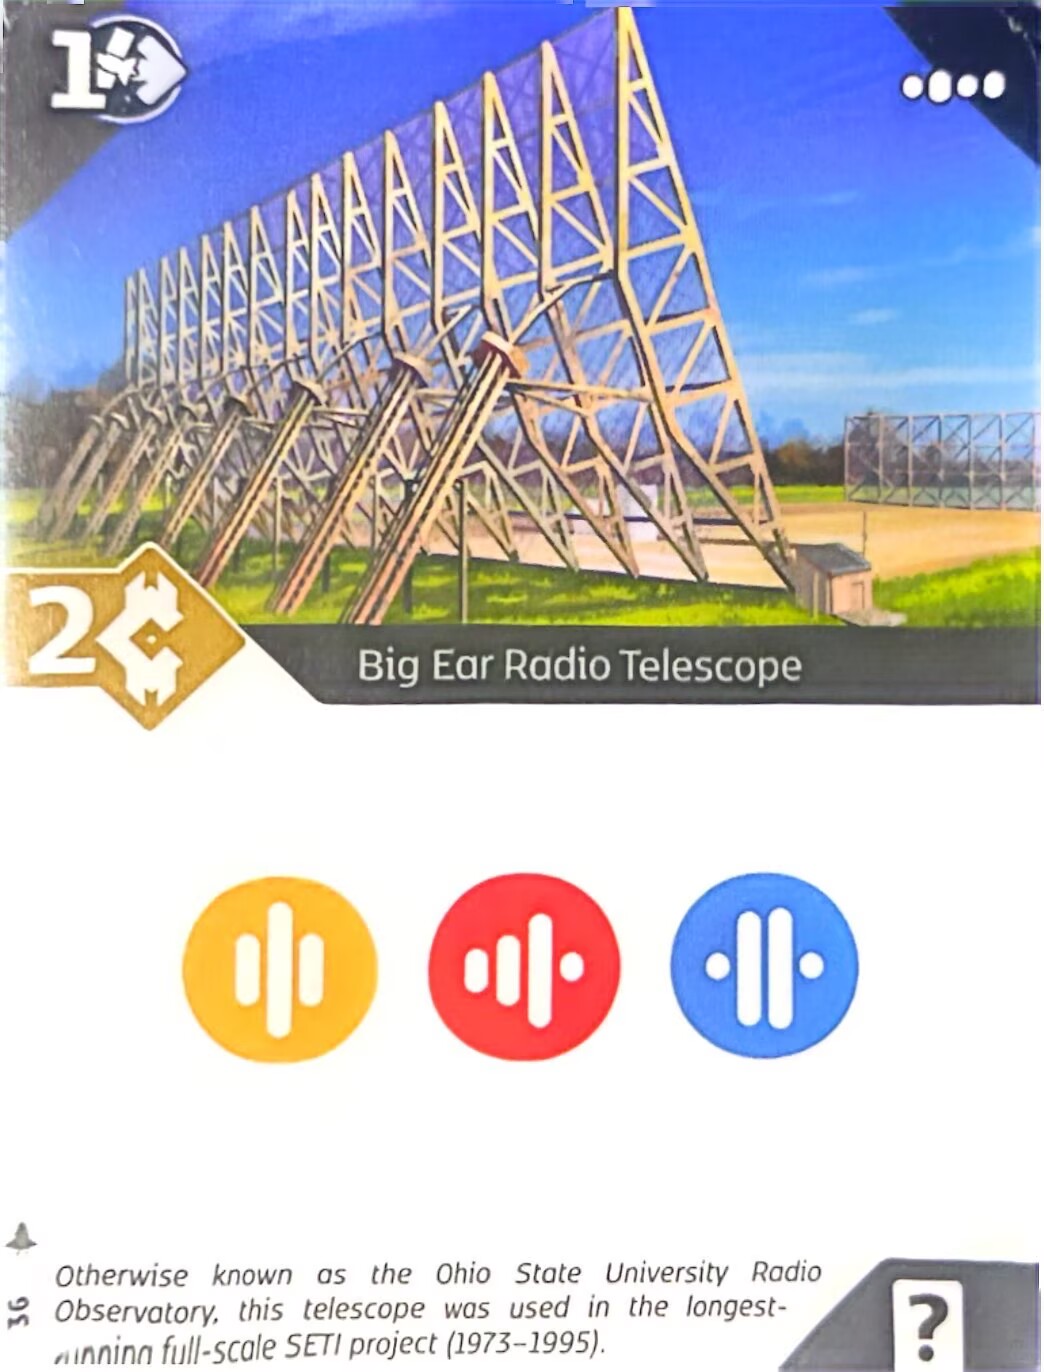 1
2
Big Ear Radio Telescope
36
Otherwise known as the Ohio State University Radio
Observatory, this telescope was used in the longest-
full-scale SETI project (1973–1995).
?